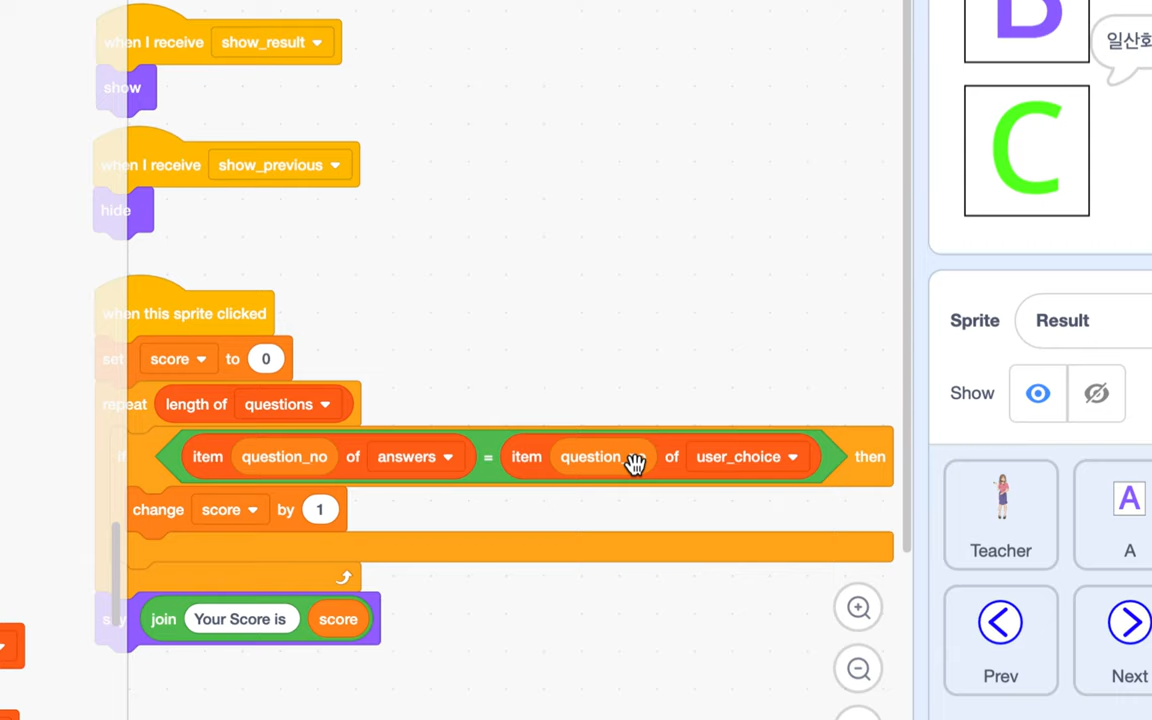 when I receive show_result
show
when I receive show_previous
hide
when this sprite clicked
set score to 0
repeat length of questions
if item question_no of answers = item question of user_choice then
change score by 1
say join Your Score is score
B
일산화
C
Sprite Result
Show
Teacher
A
A
Prev
Next